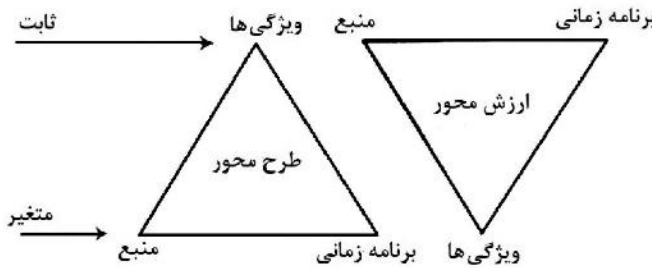 ثابت
ویژگی‌ها
منبع
برنامه زمانی
ارزش محور
طرح محور
متغیر
منبع
برنامه زمانی
ویژگی‌ها